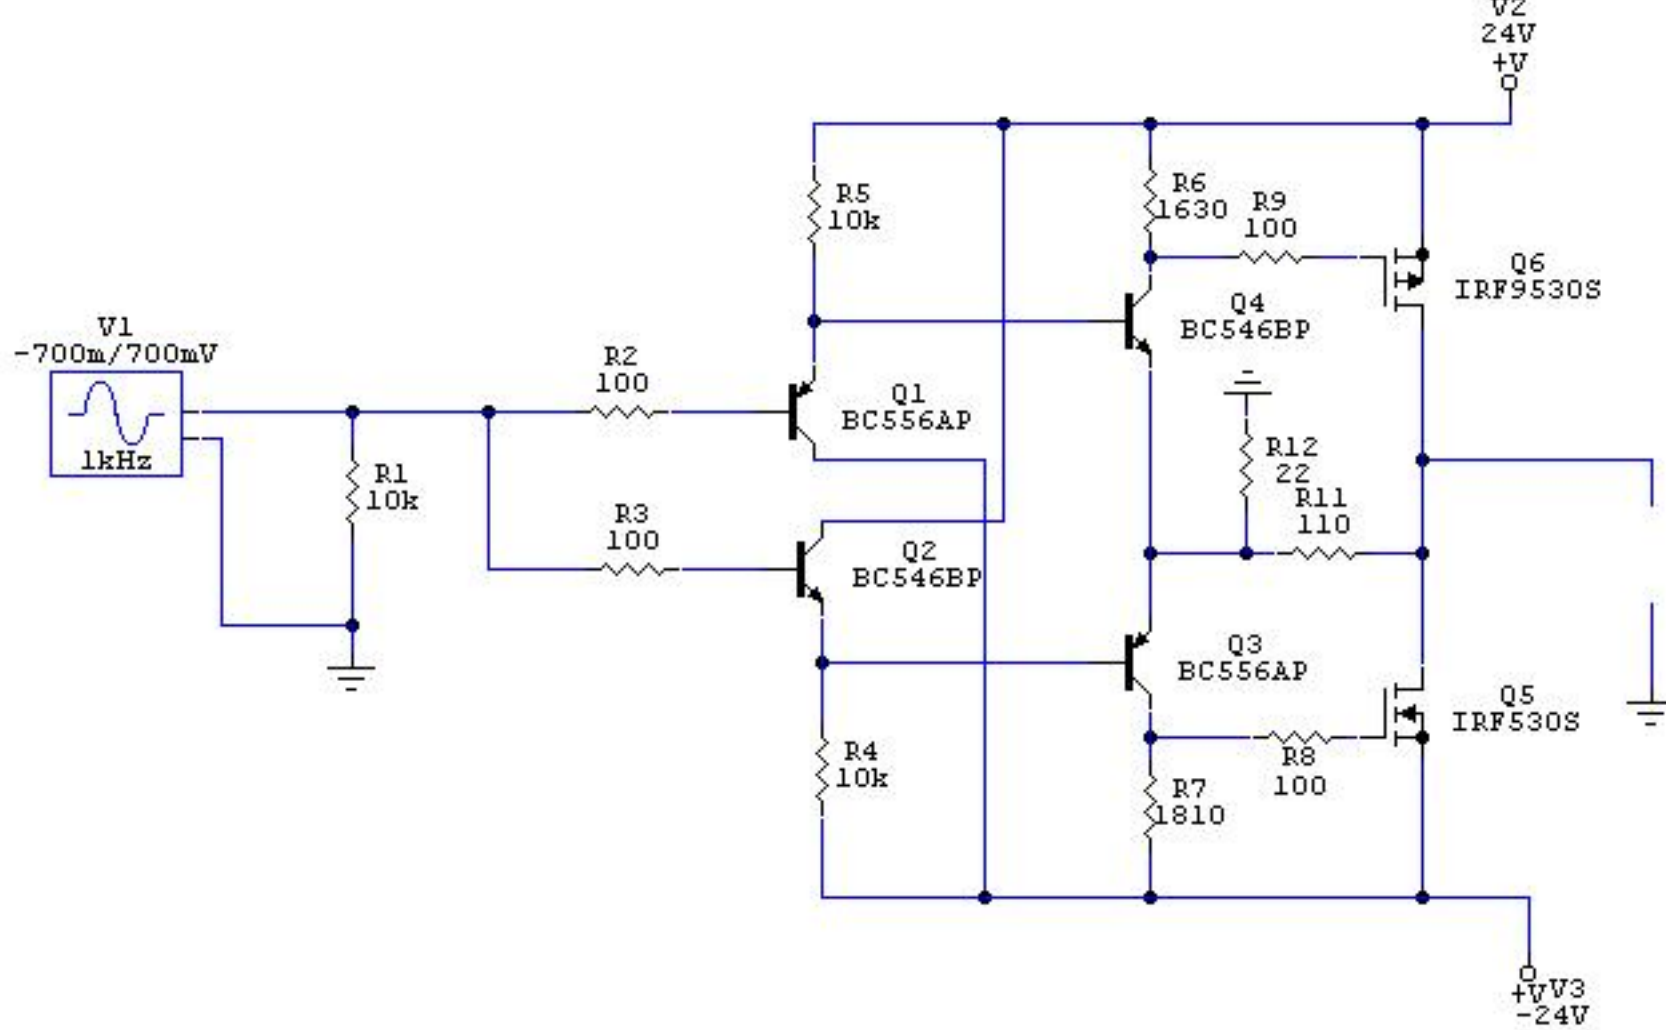 V2
24V
+V
R5
10k
R6
1630
R9
100
Q6
IRF9530S
Q4
BC546BP
V1
-700m/700mV
1kHz
R2
100
Q1
BC556AP
R1
10k
R12
22
R11
110
R3
100
Q2
BC546BP
Q3
BC556AP
Q5
IRF530S
R4
10k
R8
100
R7
1810
+V
V3
-24V